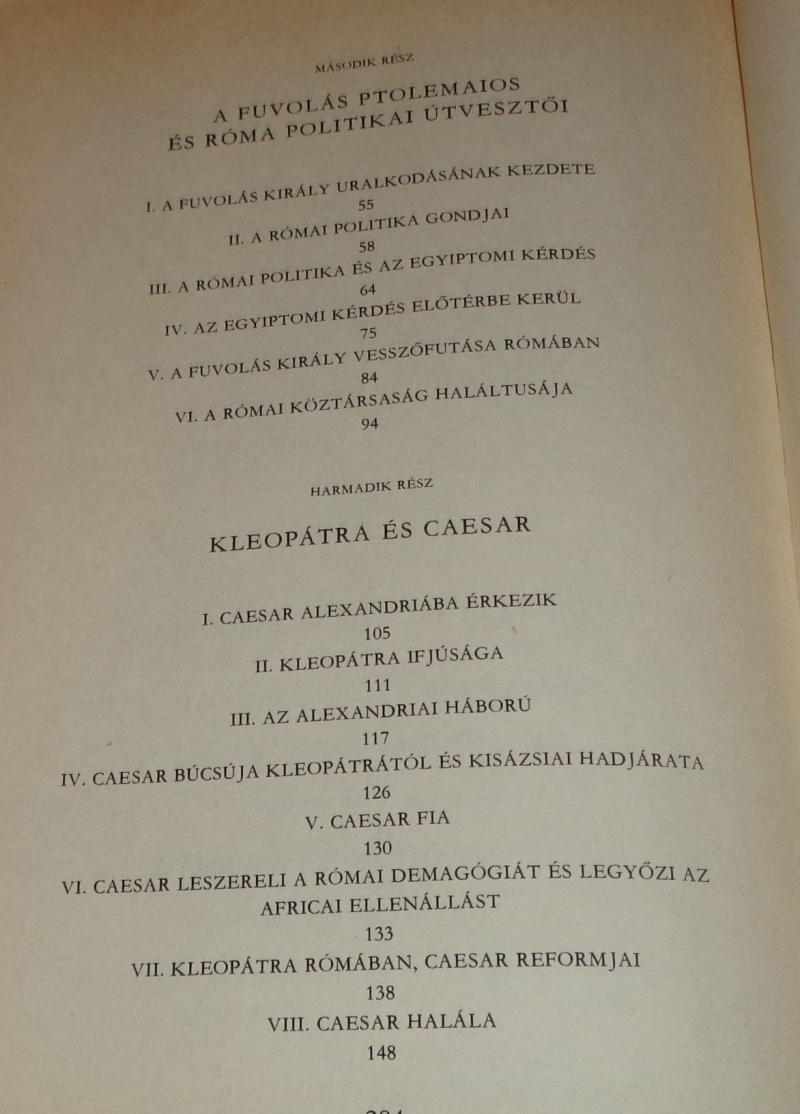 MÁSODIK RÉSZ
A FUVOLÁS PTOLEMAIOS
ÉS RÓMA POLITIKAI ÚTVESZTŐI
I. A FUVOLÁS KIRÁLY URALKODÁSÁNAK KEZDETE
55
II. A RÓMAI POLITIKA GONDJAI
58
III. A RÓMAI POLITIKA ÉS AZ EGYIPTOMI KÉRDÉS
64
IV. AZ EGYIPTOMI KÉRDÉS ELŐTÉRBE KERÜL
75
V. A FUVOLÁS KIRÁLY VESSZŐFUTÁSA RÓMÁBAN
84
VI. A RÓMAI KÖZTÁRSASÁG HALÁLTUSÁJA
94
HARMADIK RÉSZ
KLEOPÁTRA ÉS CAESAR
I. CAESAR ALEXANDRIÁBA ÉRKEZIK
105
II. KLEOPÁTRA IFJÚSÁGA
111
III. AZ ALEXANDRIAI HÁBORÚ
117
IV. CAESAR BÚCSÚJA KLEOPÁTRÁTÓL ÉS KISÁZSIAI HADJÁRATA
126
V. CAESAR FIA
130
VI. CAESAR LESZERELI A RÓMAI DEMAGÓGIÁT ÉS LEGYŐZI AZ
AFRICAI ELLENÁLLÁST
133
VII. KLEOPÁTRA RÓMÁBAN, CAESAR REFORMJAI
138
VIII. CAESAR HALÁLA
148